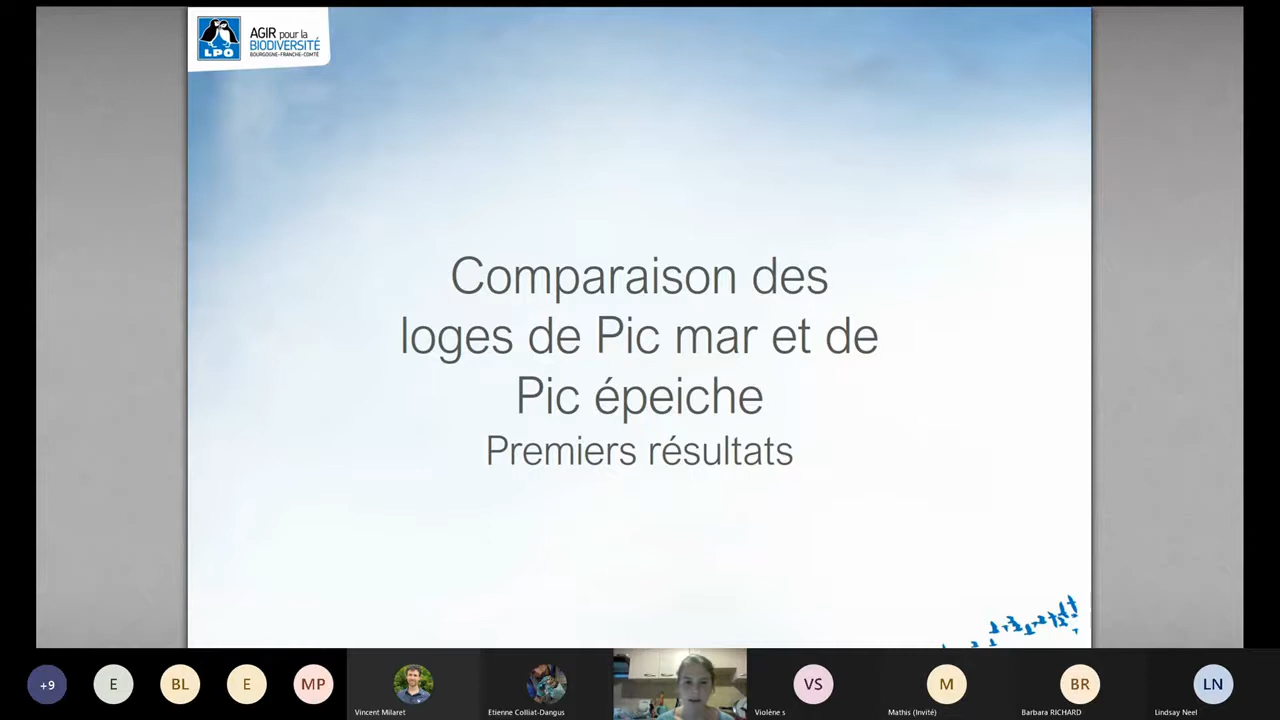 AGIR pour la
BIODIVERSITÉ
BOURGOGNE-FRANCHE-COMTÉ
LPO
Comparaison des
loges de Pic mar et de
Pic épeiche
Premiers résultats
+9
E
BL
E
MP
Vincent Milaret
Etienne Colliat-Dangus
VS
Violène s
M
Mathis (Invité)
BR
Barbara RICHARD
LN
Lindsay Neel